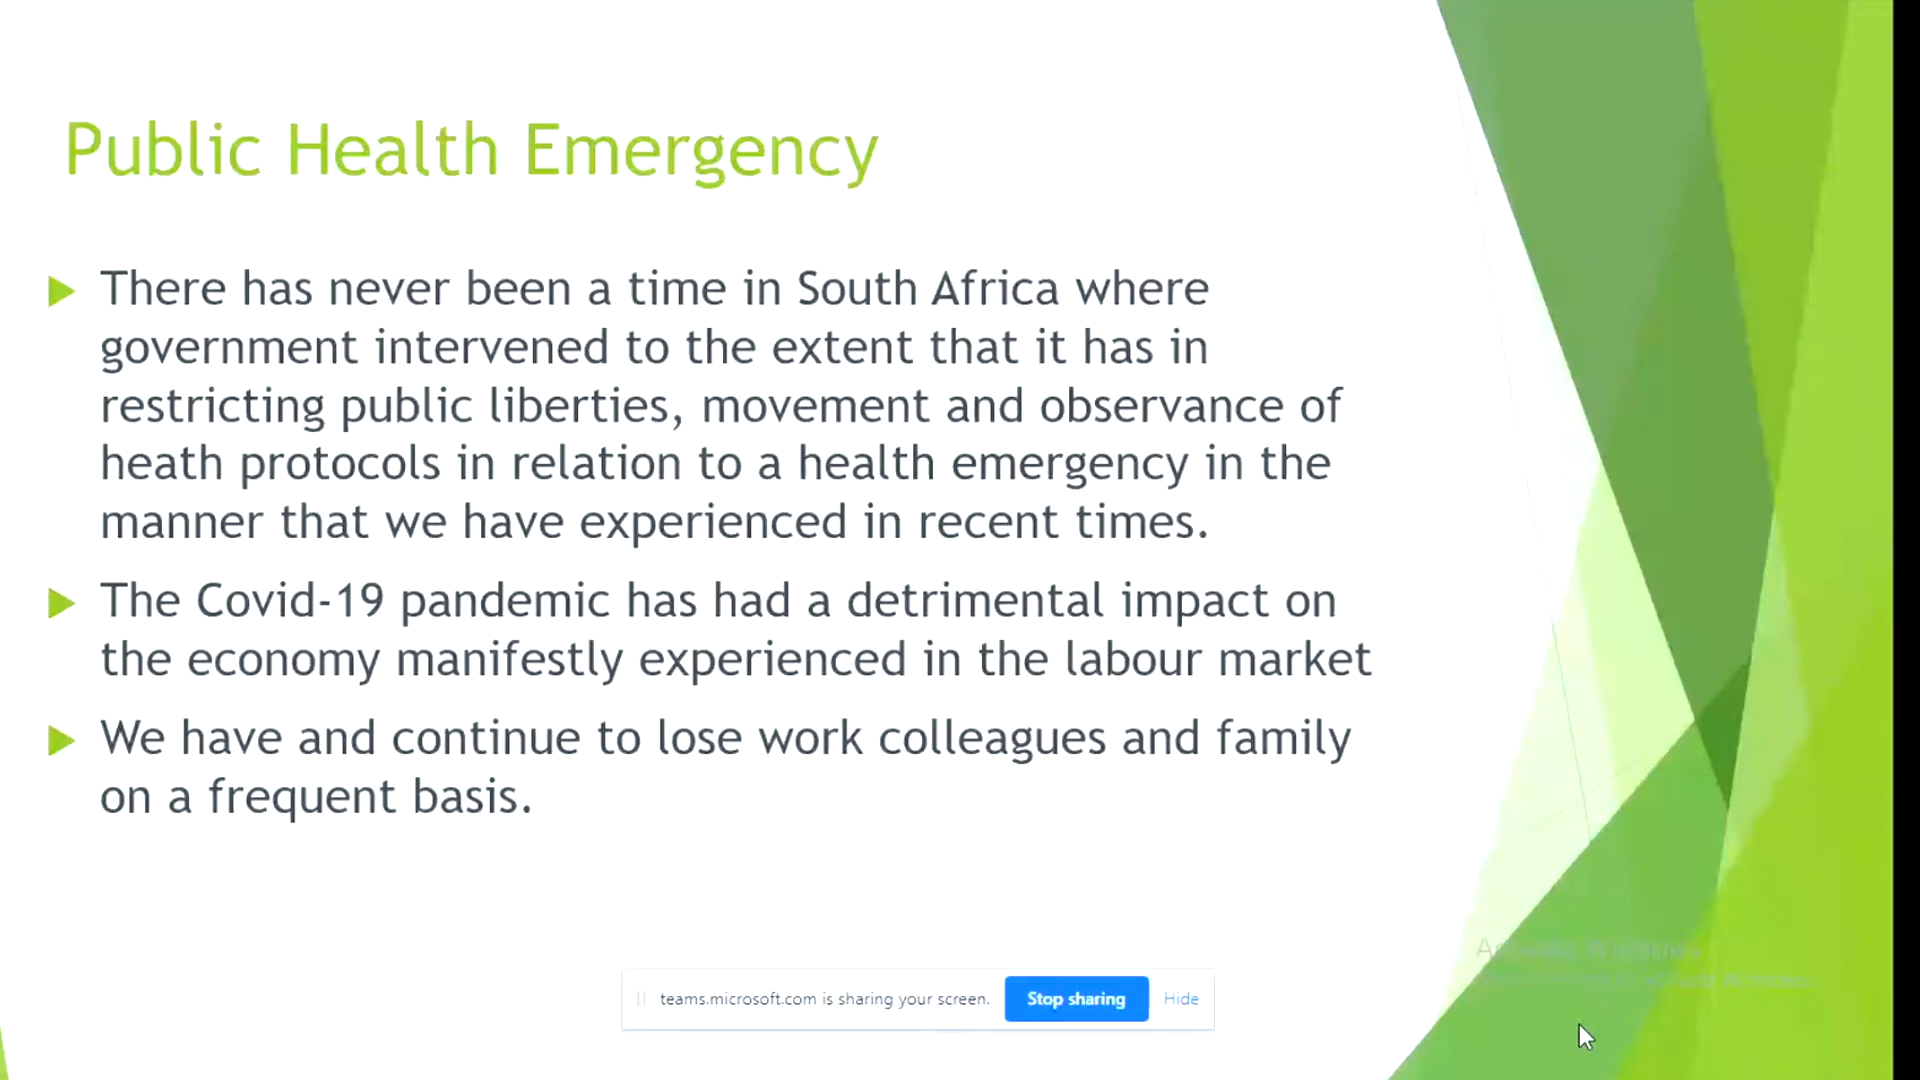 Public Health Emergency
There has never been a time in South Africa where
government intervened to the extent that it has in
restricting public liberties, movement and observance of
heath protocols in relation to a health emergency in the
manner that we have experienced in recent times.
The Covid-19 pandemic has had a detrimental impact on
the economy manifestly experienced in the labour market
We have and continue to lose work colleagues and family
on a frequent basis.
teams.microsoft.com is sharing your screen.
Stop sharing
Hide